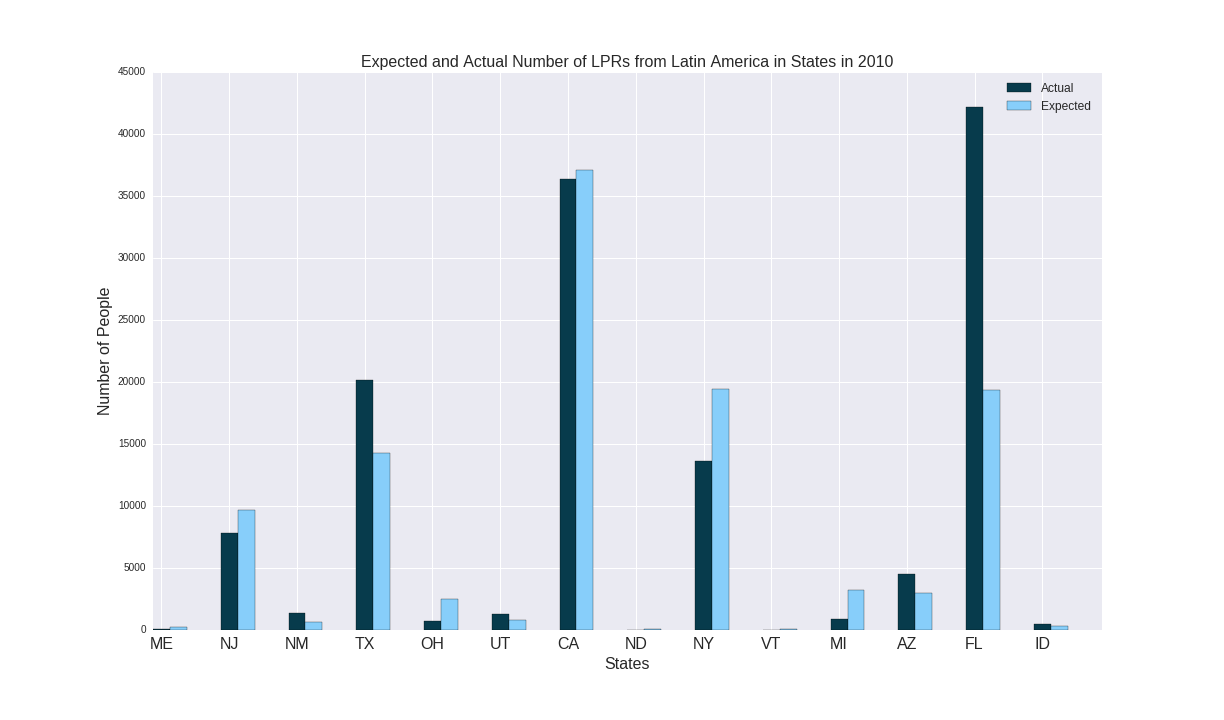 Expected and Actual Number of LPRs from Latin America in States in 2010
Actual
Expected
45000
40000
35000
30000
25000
20000
15000
10000
5000
0
Number of People
ME NJ NM TX OH UT CA ND NY VT MI AZ FL ID
States